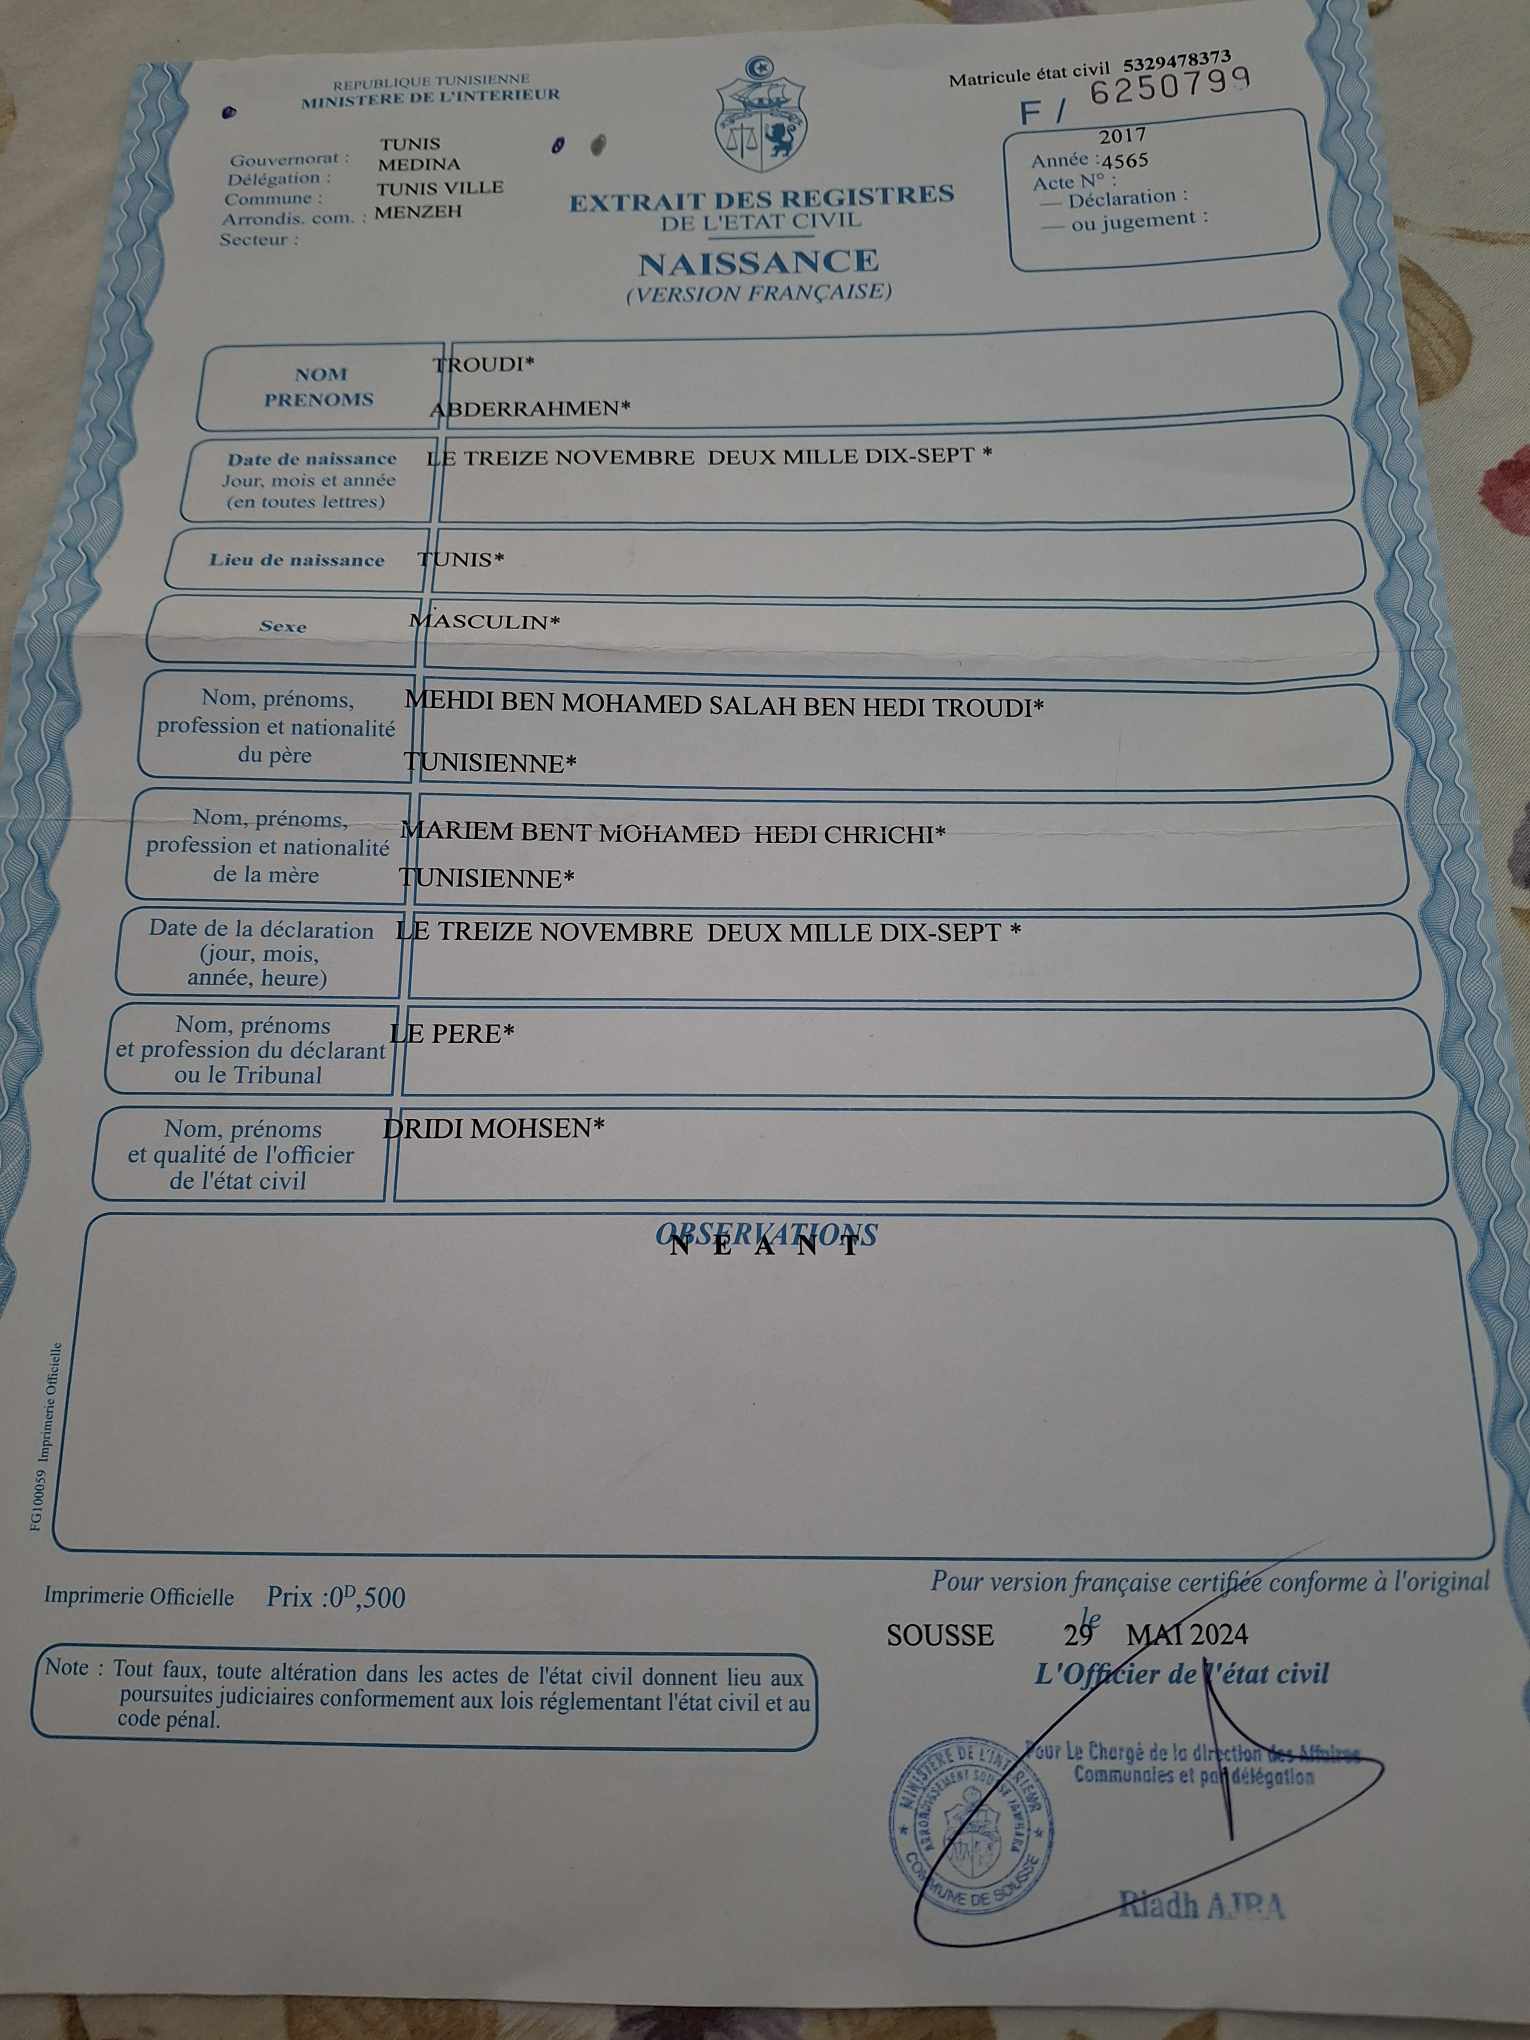 REPUBLIQUE TUNISIENNE
MINISTERE DE L'INTERIEUR
Gouvernorat : TUNIS
Délégation : MEDINA
Commune : TUNIS VILLE
Arrondis. com. : MENZEH
Secteur :
EXTRAIT DES REGISTRES
DE L'ETAT CIVIL
NAISSANCE
(VERSION FRANÇAISE)
Matricule état civil 5329478373
F / 6250799
2017
Année :4565
Acte N° :
— Déclaration :
— ou jugement :
NOM TROUDI*
PRENOMS ABDERRAHMEN*
Date de naissance LE TREIZE NOVEMBRE DEUX MILLE DIX-SEPT *
Jour, mois et année
(en toutes lettres)
Lieu de naissance TUNIS*
Sexe MASCULIN*
Nom, prénoms, MEHDI BEN MOHAMED SALAH BEN HEDI TROUDI*
profession et nationalité
du père TUNISIENNE*
Nom, prénoms, MARIEM BENT MOHAMED HEDI CHRICHI*
profession et nationalité
de la mère TUNISIENNE*
Date de la déclaration LE TREIZE NOVEMBRE DEUX MILLE DIX-SEPT *
(jour, mois,
année, heure)
Nom, prénoms LE PERE*
et profession du déclarant
ou le Tribunal
Nom, prénoms DRIDI MOHSEN*
et qualité de l'officier
de l'état civil
OBSERVATIONS
N E A N T
FG100059 Imprimerie Officielle
Imprimerie Officielle Prix :0D,500
Note : Tout faux, toute altération dans les actes de l'état civil donnent lieu aux
poursuites judiciaires conformement aux lois réglementant l'état civil et au
code pénal.
Pour version française certifiée conforme à l'original
SOUSSE le 29 MAI 2024
L'Officier de l'état civil
Pour Le Chargé de la direction des Affaires
Communales et par délégation
MINISTÈRE DE L'INTERIEUR
ARRONDISSEMENT SOUSSE JAWHARA
COMMUNE DE SOUSSE
Riadh AJRA